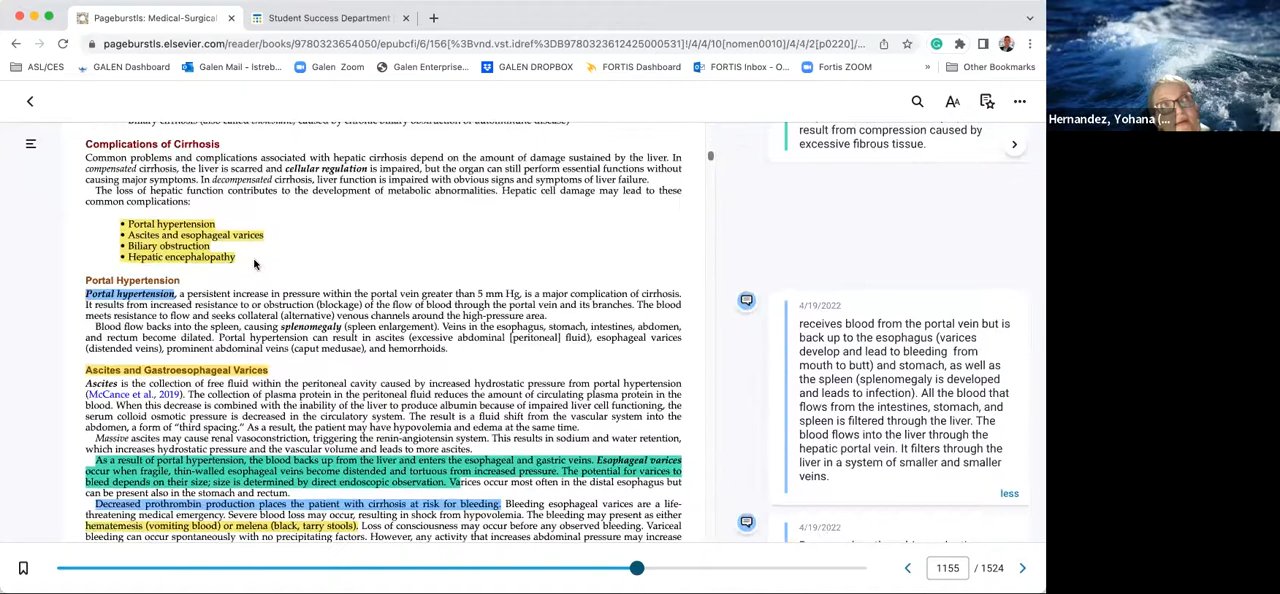 Pageburstls: Medical-Surgical
Student Success Department
pageburstls.elsevier.com/reader/books/9780323654050/epubcfi/6/156[%3Bvnd.vst.idref%3DB9780323612425000531]!/4/4/10[nomen0010]/4/4/2[p0220]/...
ASL/CES
GALEN Dashboard
Galen Mail - lstreb...
Galen Zoom
Galen Enterprise...
GALEN DROPBOX
FORTIS Dashboard
FORTIS Inbox - O...
Fortis ZOOM
»
Other Bookmarks
Hernandez, Yohana (...
Complications of Cirrhosis
Common problems and complications associated with hepatic cirrhosis depend on the amount of damage sustained by the liver. In
compensated cirrhosis, the liver is scarred and cellular regulation is impaired, but the organ can still perform essential functions without
causing major symptoms. In decompensated cirrhosis, liver function is impaired with obvious signs and symptoms of liver failure.
The loss of hepatic function contributes to the development of metabolic abnormalities. Hepatic cell damage may lead to these
common complications:
• Portal hypertension
• Ascites and esophageal varices
• Biliary obstruction
• Hepatic encephalopathy
Portal Hypertension
Portal hypertension, a persistent increase in pressure within the portal vein greater than 5 mm Hg, is a major complication of cirrhosis.
It results from increased resistance to or obstruction (blockage) of the flow of blood through the portal vein and its branches. The blood
meets resistance to flow and seeks collateral (alternative) venous channels around the high-pressure area.
Blood flow backs into the spleen, causing splenomegaly (spleen enlargement). Veins in the esophagus, stomach, intestines, abdomen,
and rectum become dilated. Portal hypertension can result in ascites (excessive abdominal [peritoneal] fluid), esophageal varices
(distended veins), prominent abdominal veins (caput medusae), and hemorrhoids.
Ascites and Gastroesophageal Varices
Ascites is the collection of free fluid within the peritoneal cavity caused by increased hydrostatic pressure from portal hypertension
(McCance et al., 2019). The collection of plasma protein in the peritoneal fluid reduces the amount of circulating plasma protein in the
blood. When this decrease is combined with the inability of the liver to produce albumin because of impaired liver cell functioning, the
serum colloid osmotic pressure is decreased in the circulatory system. The result is a fluid shift from the vascular system into the
abdomen, a form of "third spacing." As a result, the patient may have hypovolemia and edema at the same time.
Massive ascites may cause renal vasoconstriction, triggering the renin-angiotensin system. This results in sodium and water retention,
which increases hydrostatic pressure and the vascular volume and leads to more ascites.
As a result of portal hypertension, the blood backs up from the liver and enters the esophageal and gastric veins. Esophageal varices
occur when fragile, thin-walled esophageal veins become distended and tortuous from increased pressure. The potential for varices to
bleed depends on their size; size is determined by direct endoscopic observation. Varices occur most often in the distal esophagus but
can be present also in the stomach and rectum.
Decreased prothrombin production places the patient with cirrhosis at risk for bleeding. Bleeding esophageal varices are a life-
threatening medical emergency. Severe blood loss may occur, resulting in shock from hypovolemia. The bleeding may present as either
hematemesis (vomiting blood) or melena (black, tarry stools). Loss of consciousness may occur before any observed bleeding. Variceal
bleeding can occur spontaneously with no precipitating factors. However, any activity that increases abdominal pressure may increase
result from compression caused by
excessive fibrous tissue.
4/19/2022
receives blood from the portal vein but is
back up to the esophagus (varices
develop and lead to bleeding from
mouth to butt) and stomach, as well as
the spleen (splenomegaly is developed
and leads to infection). All the blood that
flows from the intestines, stomach, and
spleen is filtered through the liver. The
blood flows into the liver through the
hepatic portal vein. It filters through the
liver in a system of smaller and smaller
veins.
less
4/19/2022
1155 / 1524